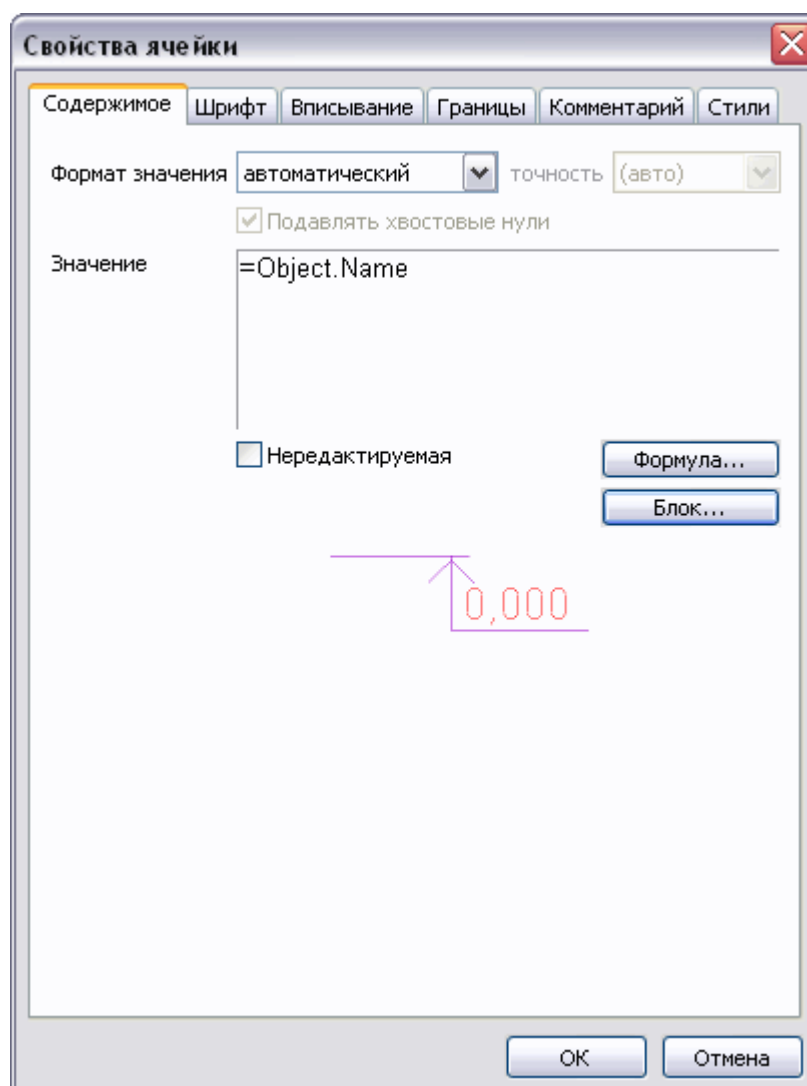 Свойства ячейки
Содержимое Шрифт Вписывание Границы Комментарий Стили
Формат значения автоматический точность (авто)
Подавлять хвостовые нули
Значение =Object.Name
Нередактируемая Формула...
Блок...
0,000
ОК Отмена